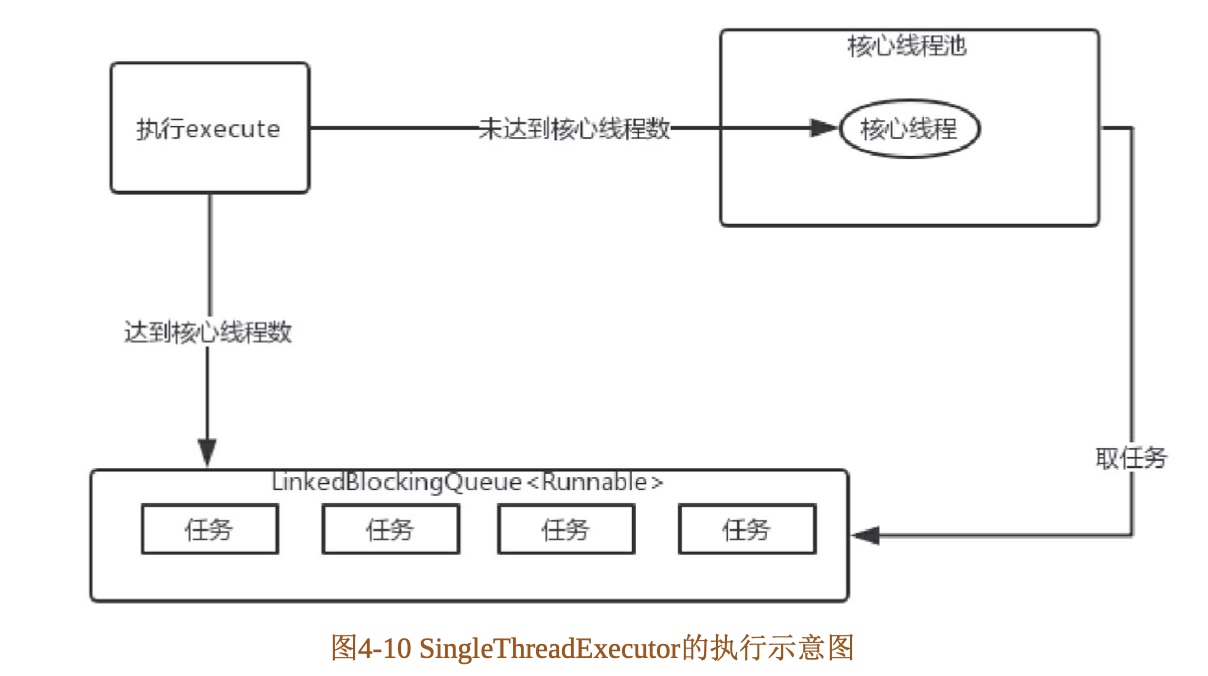 核心线程池
执行execute
未达到核心线程数
核心线程
达到核心线程数
取任务
LinkedBlockingQueue<Runnable>
任务
任务
任务
任务
图4-10 SingleThreadExecutor的执行示意图